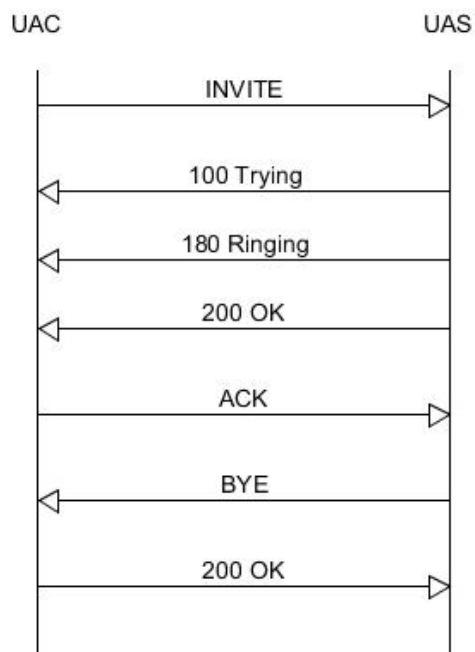 UAC UAS
INVITE
100 Trying
180 Ringing
200 OK
ACK
BYE
200 OK